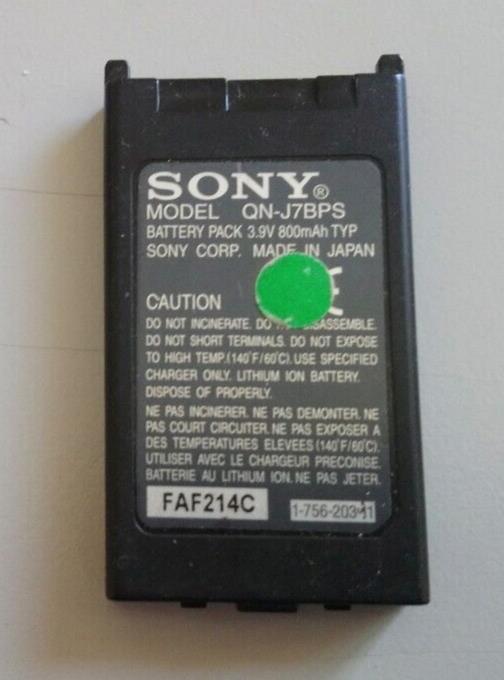 SONY®
MODEL QN-J7BPS
BATTERY PACK 3.9V 800mAh TYP
SONY CORP. MADE IN JAPAN
CE
CAUTION
DO NOT INCINERATE. DO DISASSEMBLE.
DO NOT SHORT TERMINALS. DO NOT EXPOSE
TO HIGH TEMP.(140°F/60°C). USE SPECIFIED
CHARGER ONLY. LITHIUM ION BATTERY.
DISPOSE OF PROPERLY.
NE PAS INCINERER. NE PAS DEMONTER. NE
PAS COURT CIRCUITER. NE PAS EXPOSER A
DES TEMPERATURES ELEVEES (140°F/60°C).
UTILISER AVEC LE CHARGEUR PRECONISE.
BATTERIE AU LITHIUM ION. NE PAS JETER.
FAF214C
1-756-203-11